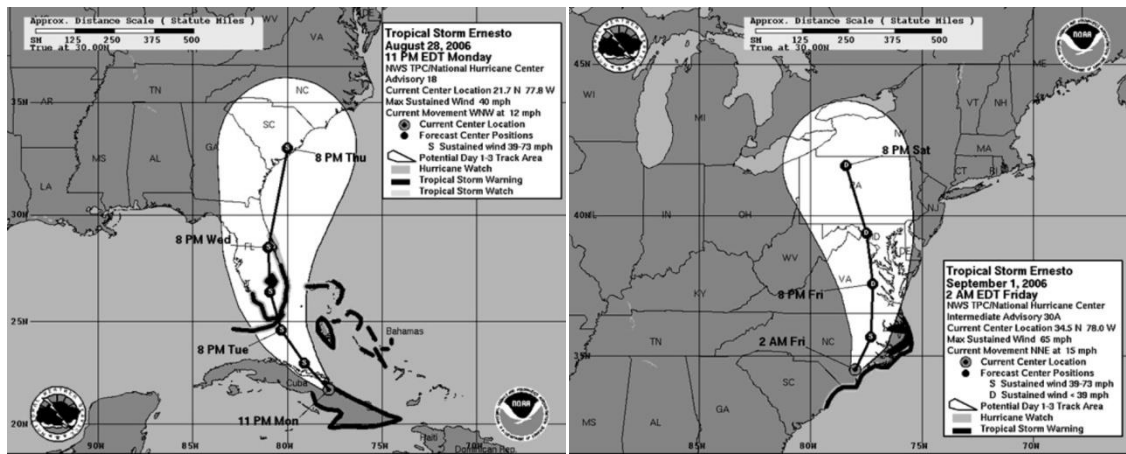 Approx. Distance Scale ( Statute Miles )
SM 125 250 375 500
True at 30.00N
Tropical Storm Ernesto
August 28, 2006
11 PM EDT Monday
NWS TPC/National Hurricane Center
Advisory 18
Current Center Location 21.7 N 77.8 W
Max Sustained Wind 40 mph
Current Movement WNW at 12 mph
Current Center Location
Forecast Center Positions
S Sustained wind 39-73 mph
Potential Day 1-3 Track Area
Hurricane Watch
Tropical Storm Warning
Tropical Storm Watch
WV
VA
35N
AR
TN
NC
SC
MS
AL
GA
8 PM Thu
LA
30N
8 PM Wed
FL
S
S
S
S
S
25N
8 PM Tue
Bahamas
Cuba
20N
11 PM Mon
Haiti
Dominican Rep.
90W
85W
80W
75W
70W
NOAA
Approx. Distance Scale ( Statute Miles )
SM 125 250 375 500
True at 30.00N
NOAA
45N
ME
WI
MI
VT
NH
NY
MA
CT
RI
8 PM Sat
D
PA
40N
IL
IN
OH
NJ
D
MD
DE
WV
VA
D
8 PM Fri
KY
S
2 AM Fri
NC
TN
35N
SC
MS
AL
GA
80W
70W
Tropical Storm Ernesto
September 1, 2006
2 AM EDT Friday
NWS TPC/National Hurricane Center
Intermediate Advisory 30A
Current Center Location 34.5 N 78.0 W
Max Sustained Wind 65 mph
Current Movement NNE at 15 mph
Current Center Location
Forecast Center Positions
S Sustained wind 39-73 mph
D Sustained wind < 39 mph
Potential Day 1-3 Track Area
Hurricane Watch
Tropical Storm Warning